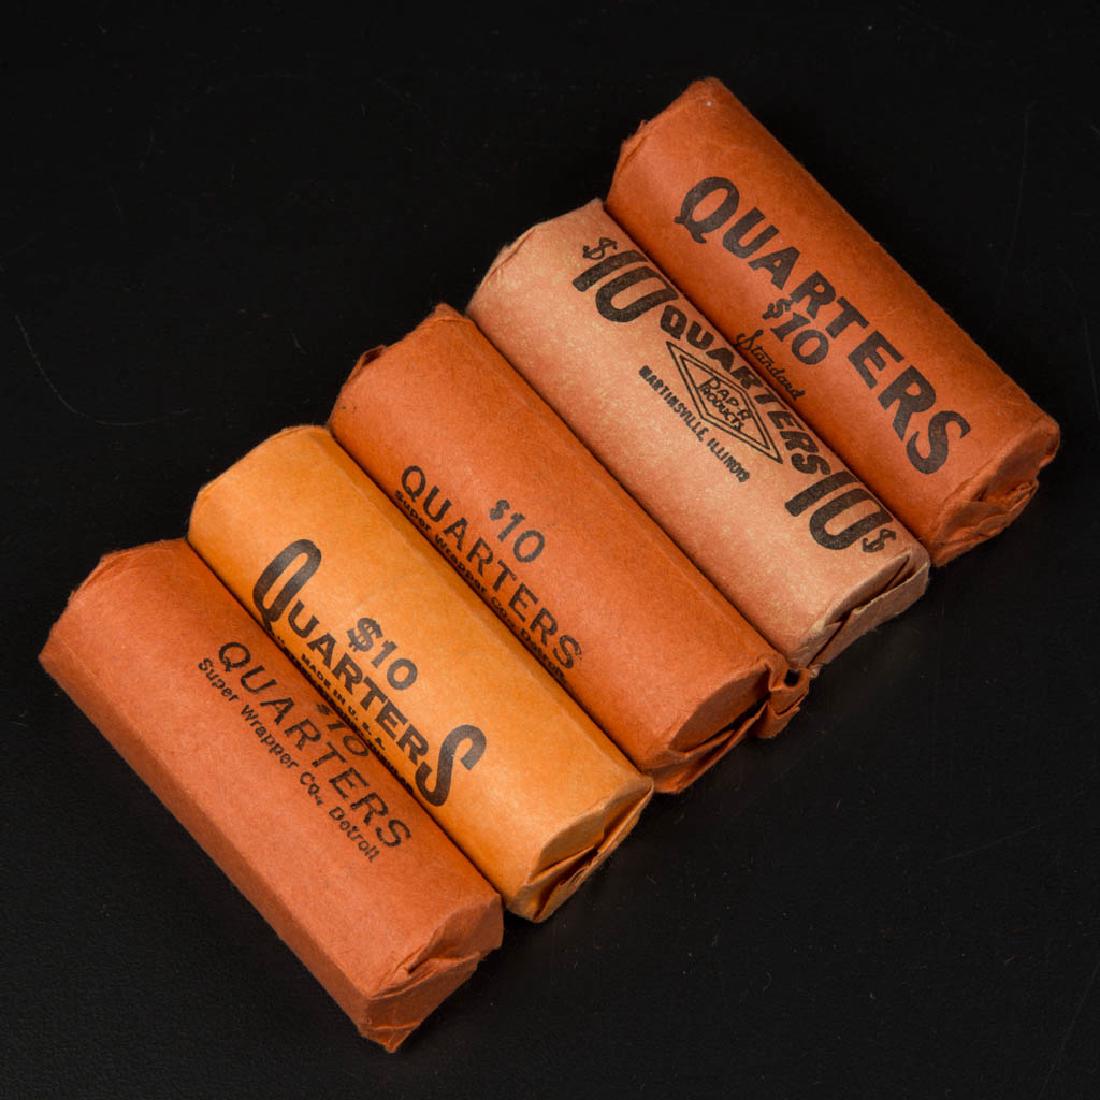 QUARTERS
$10
Standard
$10 QUARTERS 10$
PRODUCTS
MARTINSVILLE, ILLINOIS
$10
QUARTERS
Super Wrapper Co., Detroit
$10
QUARTERS
MADE IN U.S.A.
$10
QUARTERS
Super Wrapper Co., Detroit